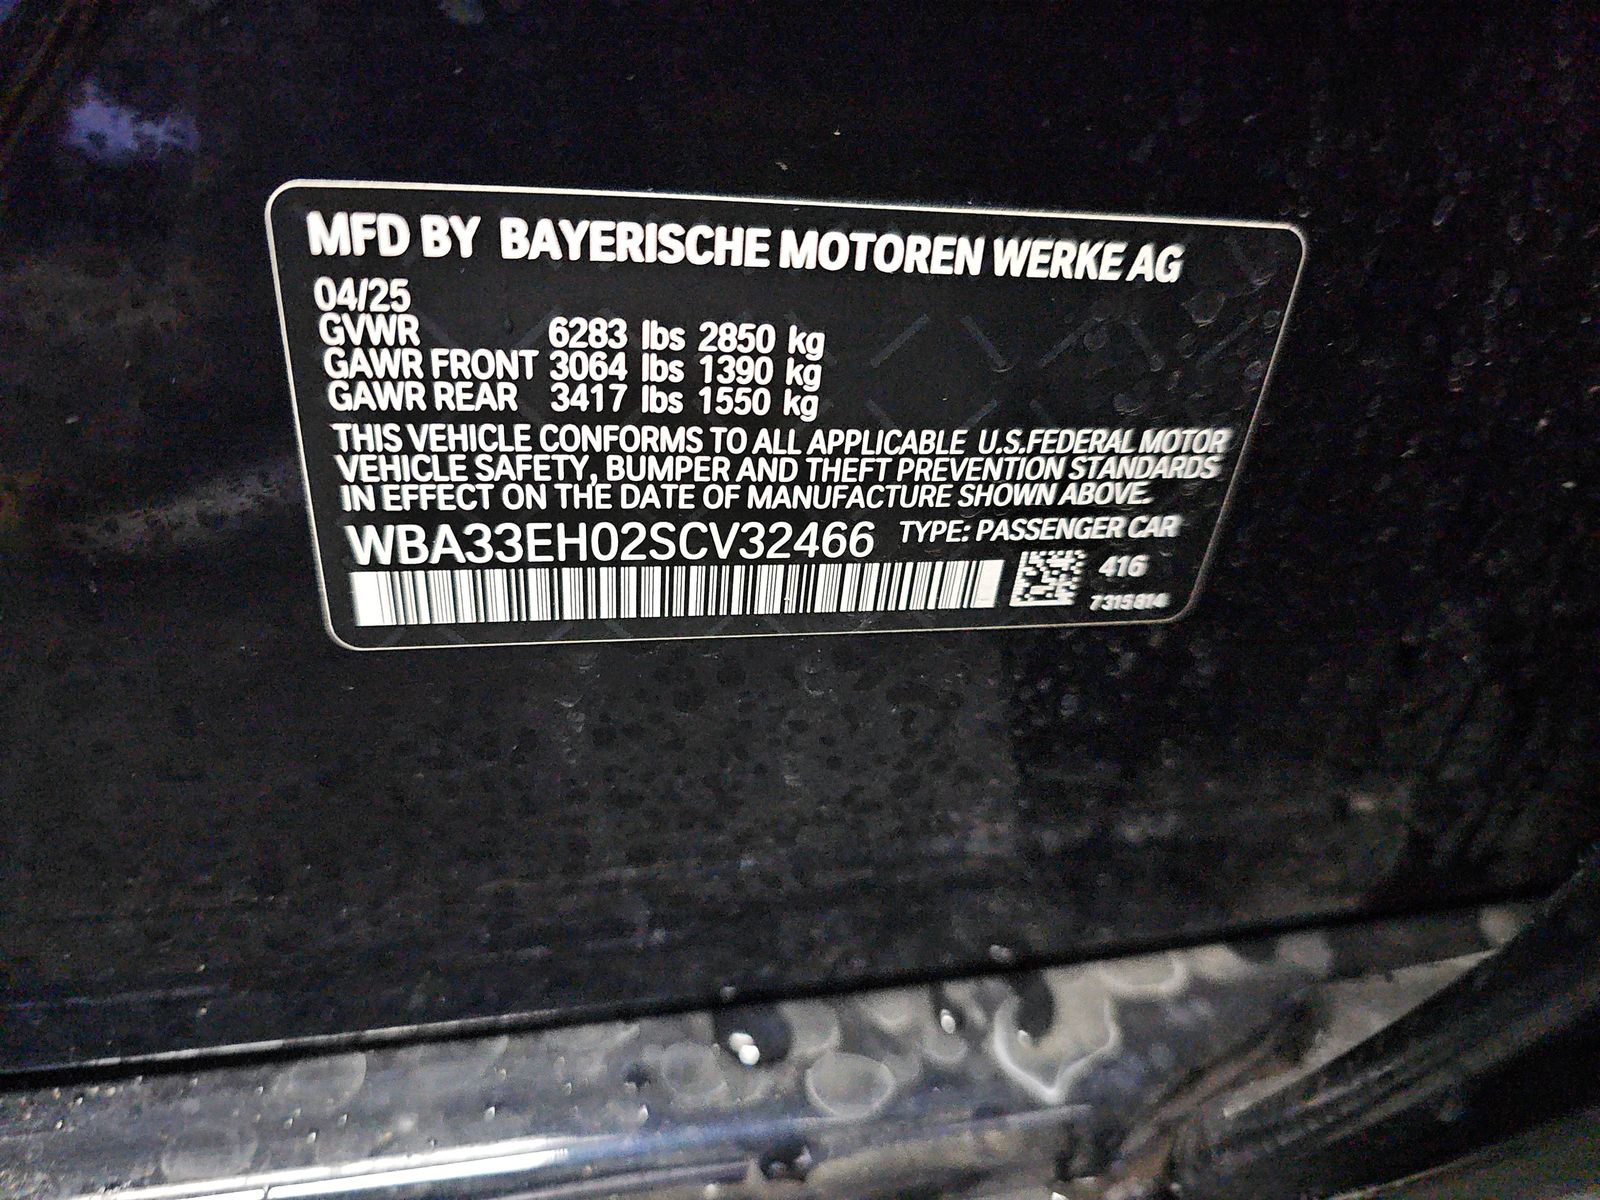 MFD BY BAYERISCHE MOTOREN WERKE AG
04/25
GVWR 6283 lbs 2850 kg
GAWR FRONT 3064 lbs 1390 kg
GAWR REAR 3417 lbs 1550 kg
THIS VEHICLE CONFORMS TO ALL APPLICABLE U.S.FEDERAL MOTOR
VEHICLE SAFETY, BUMPER AND THEFT PREVENTION STANDARDS
IN EFFECT ON THE DATE OF MANUFACTURE SHOWN ABOVE.
WBA33EH02SCV32466 TYPE: PASSENGER CAR
416
7315814